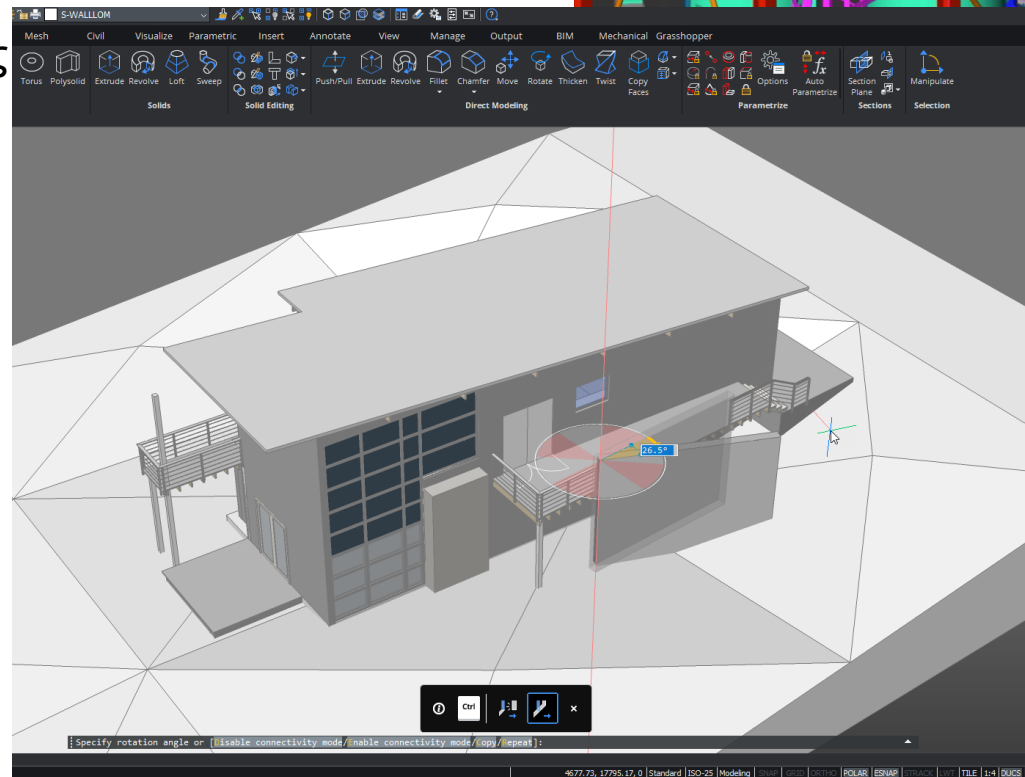 S-WALLLOM
Mesh Civil Visualize Parametric Insert Annotate View Manage Output BIM Mechanical Grasshopper
s
Torus Polysolid Extrude Revolve Loft Sweep Push/Pull Extrude Revolve Fillet Chamfer Move Rotate Thicken Twist Copy Faces Options Auto Parametrize Section Plane Manipulate
Solids Solid Editing Direct Modeling Parametrize Sections Selection
26.5°
Ctrl
Specify rotation angle or [Disable connectivity mode/Enable connectivity mode/Copy/Repeat]:
4677.73, 17795.17, 0 Standard ISO-25 Modeling SNAP GRID ORTHO POLAR ESNAP STRACK LWT TILE 1:4 DUCS